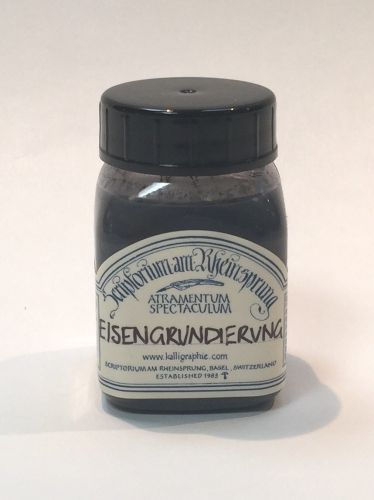 Scriptorium am Rheinsprung
ATRAMENTUM
SPECTACULUM
EISENGRUNDIERUNG
www.kalligraphie.com
SCRIPTORIUM AM RHEINSPRUNG, BASEL, SWITZERLAND
ESTABLISHED 1983